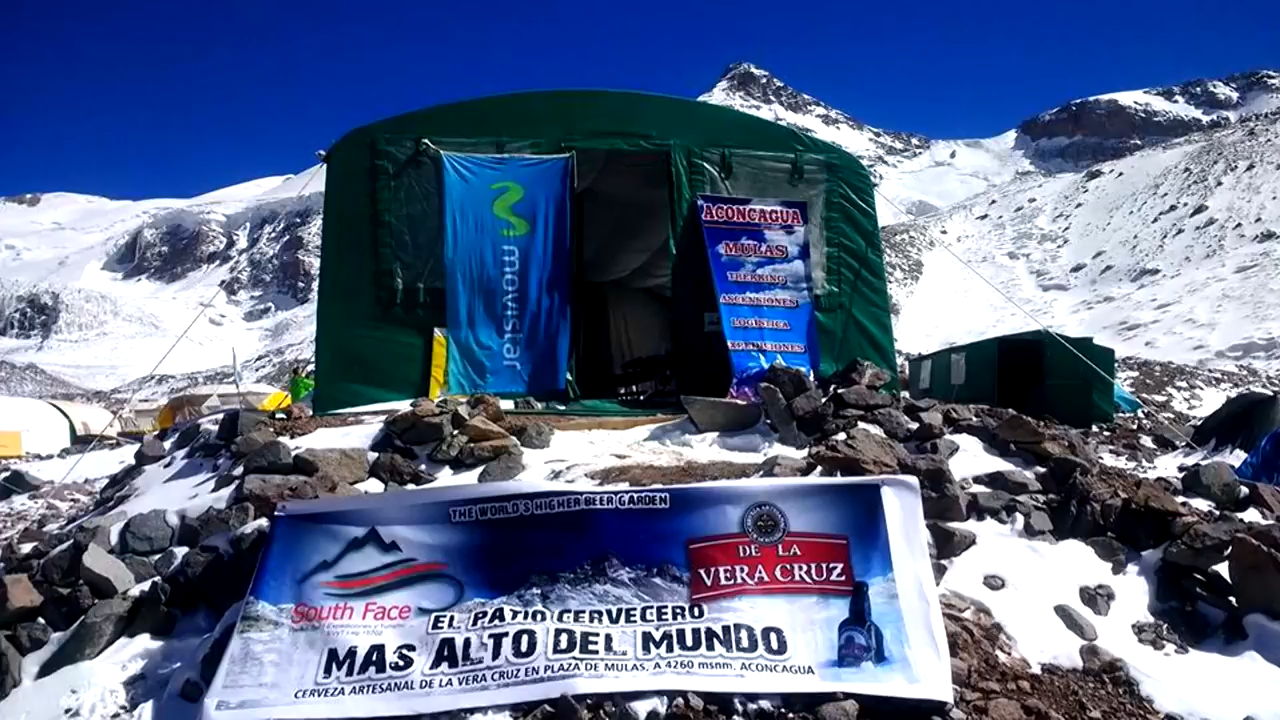 movistar
ACONCAGUA
MULAS
TREKKING
ASCENSIONES
LOGÍSTICA
EXPEDICIONES
THE WORLD'S HIGHER BEER GARDEN
South Face
DE LA
VERA CRUZ
EL PATIO CERVECERO
MAS ALTO DEL MUNDO
CERVEZA ARTESANAL DE LA VERA CRUZ EN PLAZA DE MULAS, A 4260 msnm. ACONCAGUA